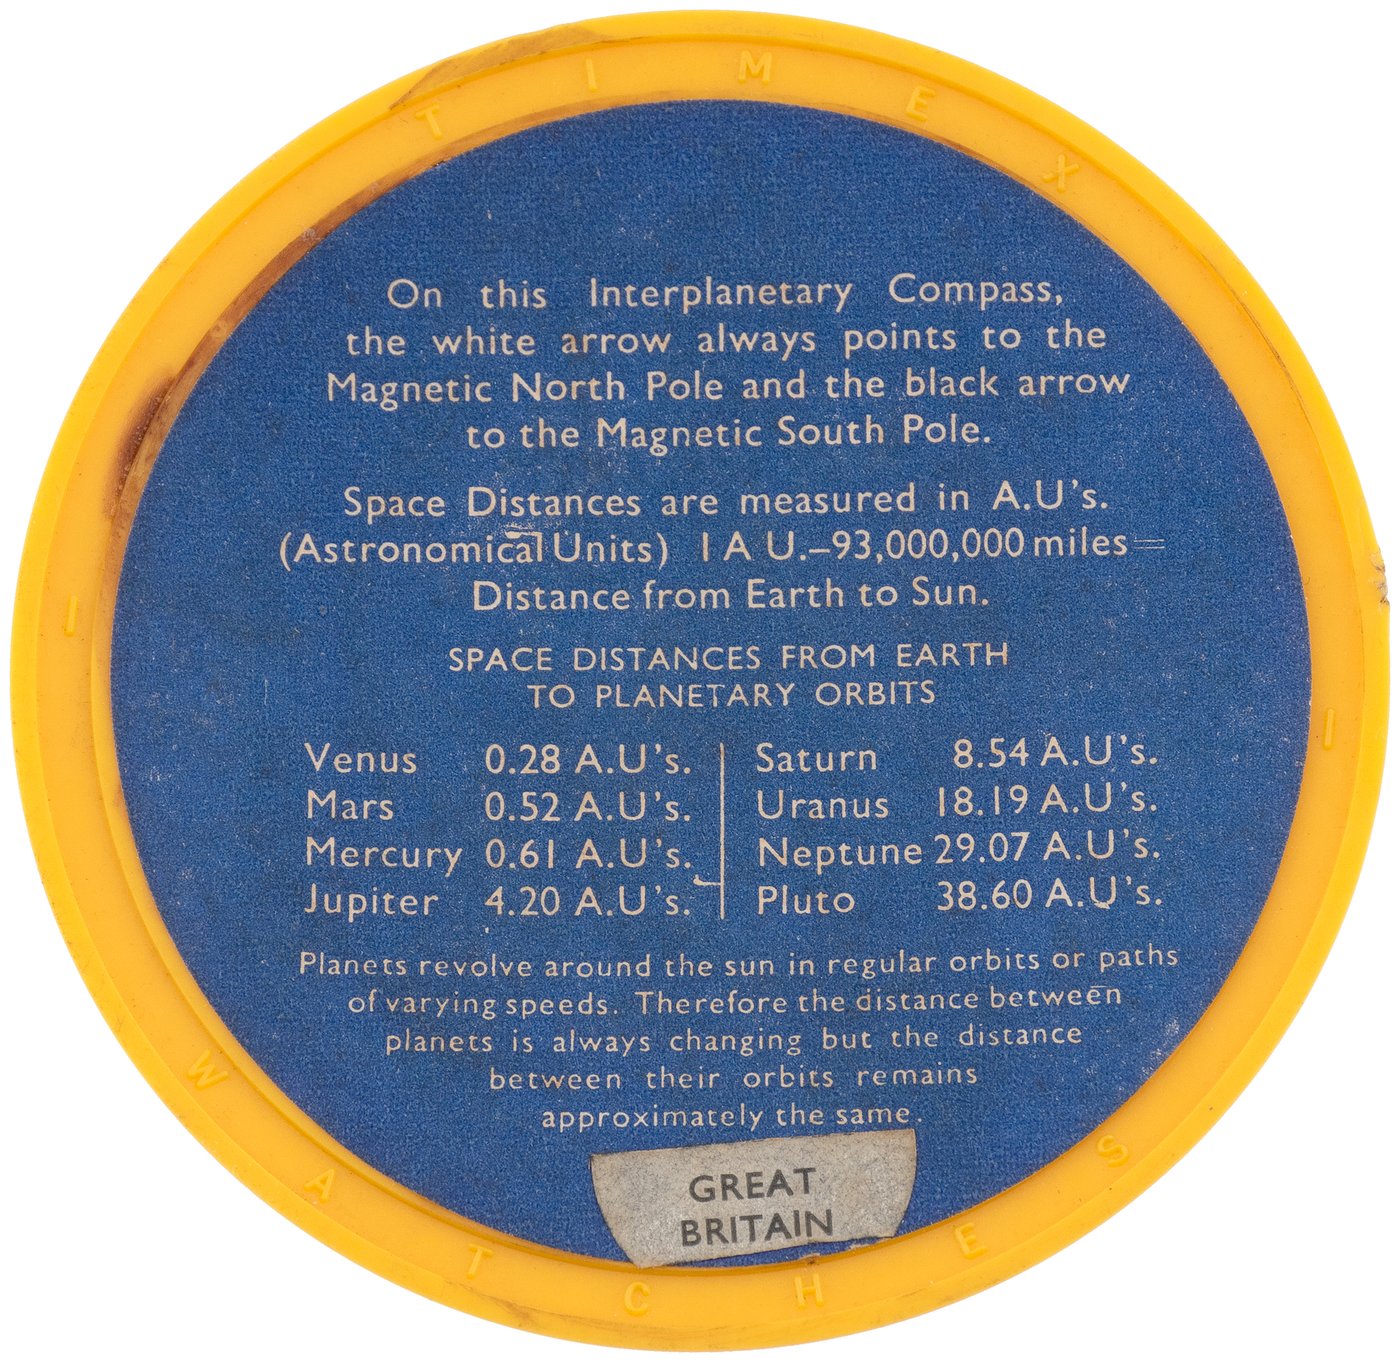 TIMEX
On this Interplanetary Compass,
the white arrow always points to the
Magnetic North Pole and the black arrow
to the Magnetic South Pole.
Space Distances are measured in A.U's.
(Astronomical Units) 1 A U.–93,000,000 miles=
Distance from Earth to Sun.
SPACE DISTANCES FROM EARTH
TO PLANETARY ORBITS
Venus 0.28 A.U's. | Saturn 8.54 A.U's.
Mars 0.52 A.U's. | Uranus 18.19 A.U's.
Mercury 0.61 A.U's. | Neptune 29.07 A.U's.
Jupiter 4.20 A.U's. | Pluto 38.60 A.U's.
Planets revolve around the sun in regular orbits or paths
of varying speeds. Therefore the distance between
planets is always changing but the distance
between their orbits remains
approximately the same.
GREAT
BRITAIN
WATCHES